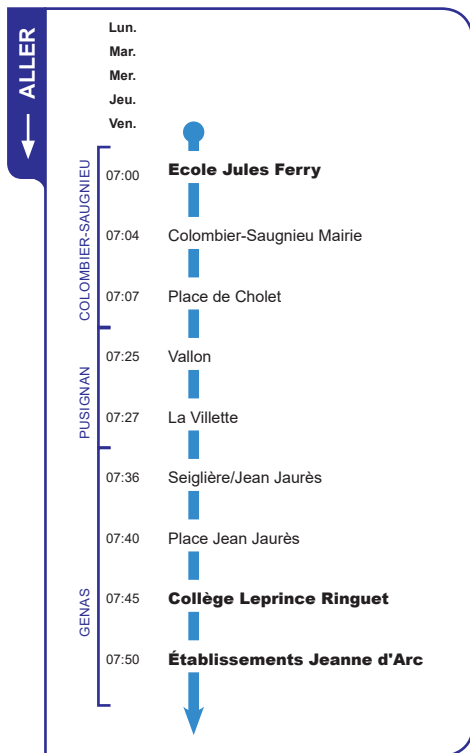 ALLER
Lun.
Mar.
Mer.
Jeu.
Ven.
COLOMBIER-SAUGNIEU
07:00 Ecole Jules Ferry
07:04 Colombier-Saugnieu Mairie
07:07 Place de Cholet
PUSIGNAN
07:25 Vallon
07:27 La Villette
GENAS
07:36 Seiglière/Jean Jaurès
07:40 Place Jean Jaurès
07:45 Collège Leprince Ringuet
07:50 Établissements Jeanne d'Arc